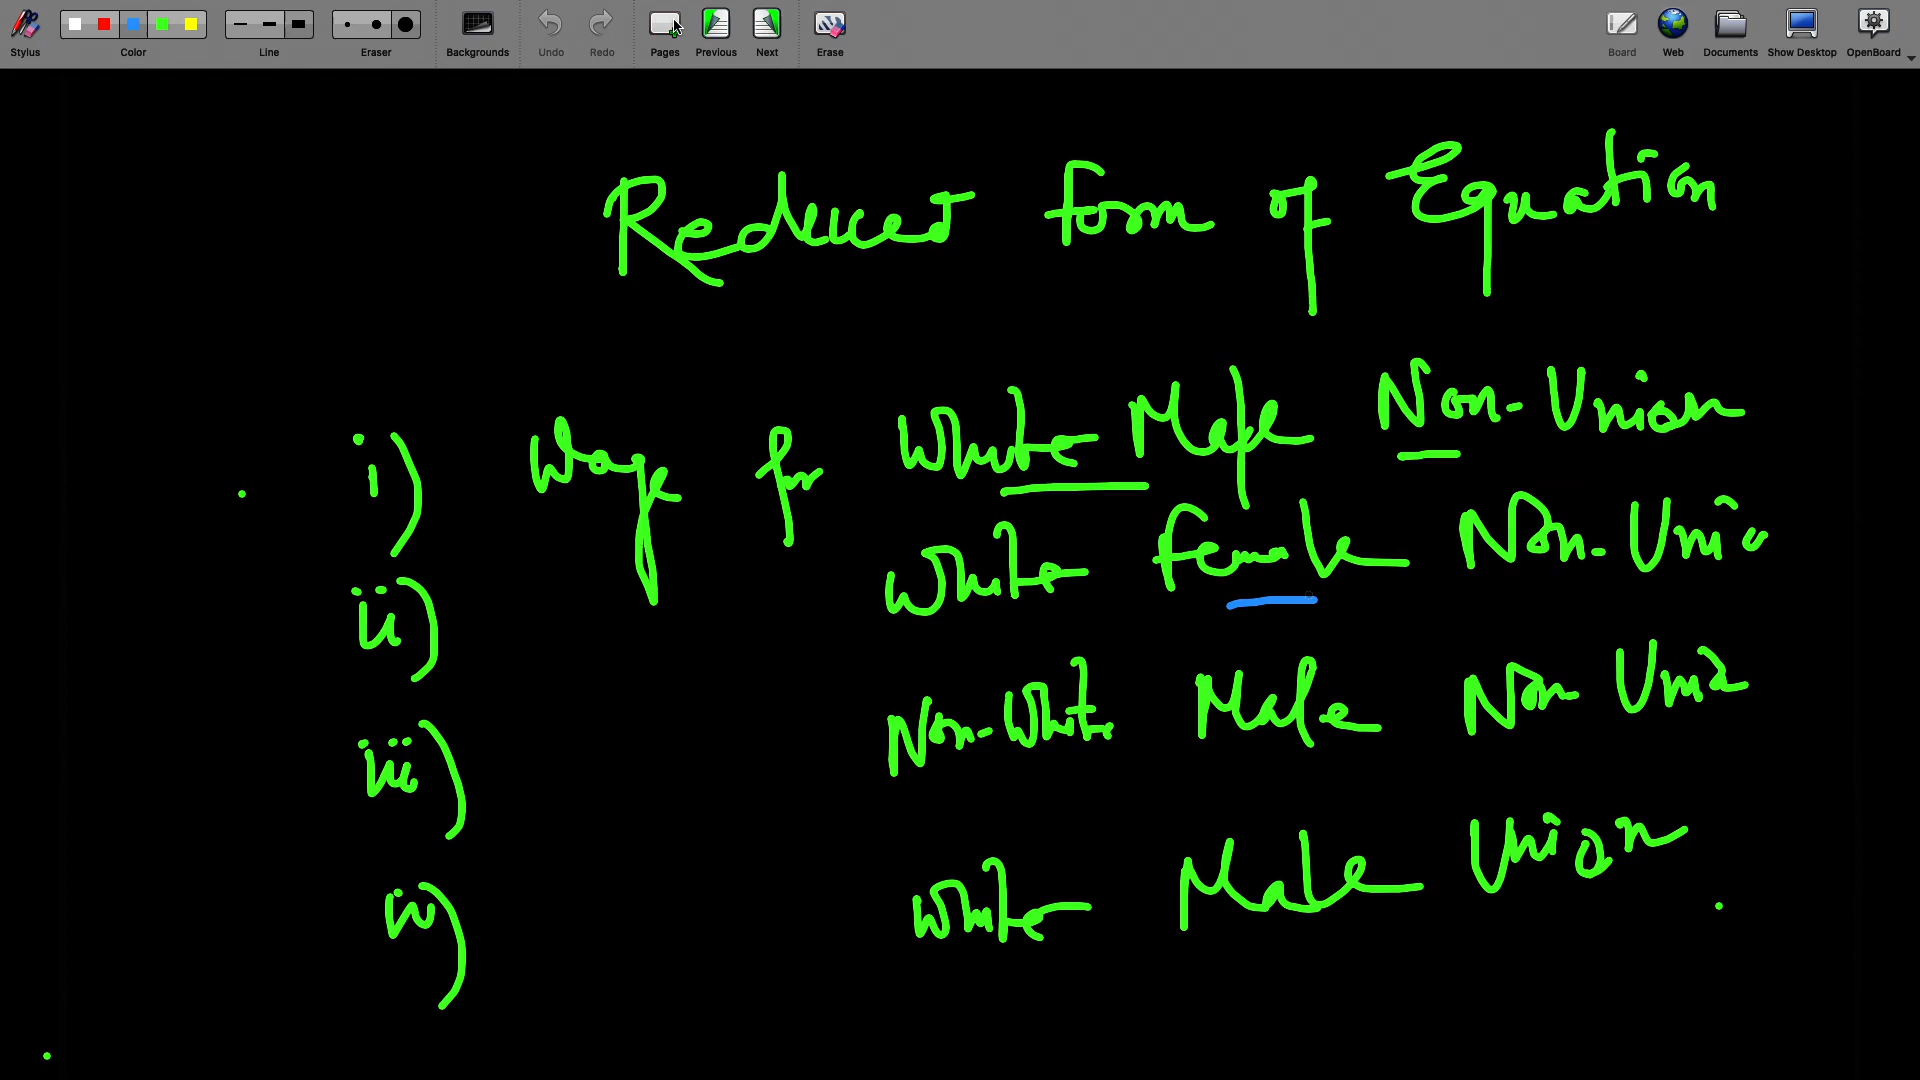 Stylus Color Line Eraser Backgrounds Undo Redo Pages Previous Next Erase Board Web Documents Show Desktop OpenBoard
Reduced form of Equation
i) Wage for White Male Non-Union
ii) White female Non-Unio
iii) Non-White Male Non Unio
iv) White Male Union